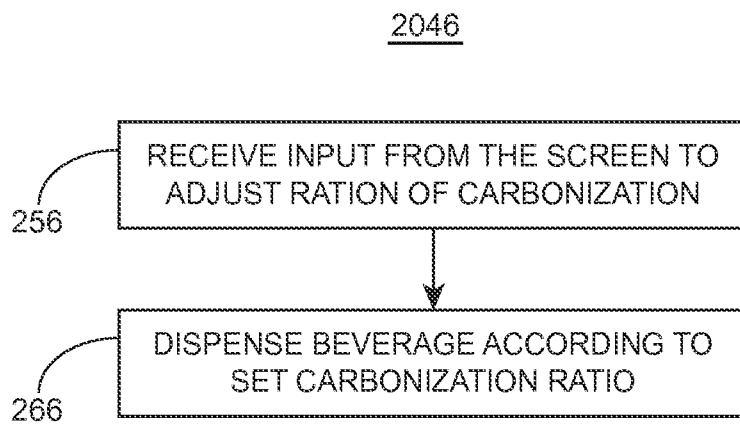 2046
RECEIVE INPUT FROM THE SCREEN TO
ADJUST RATION OF CARBONIZATION
256
DISPENSE BEVERAGE ACCORDING TO
SET CARBONIZATION RATIO
266